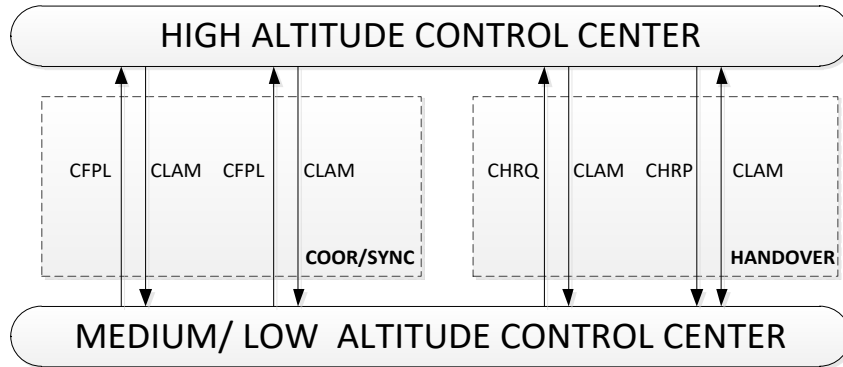 HIGH ALTITUDE CONTROL CENTER
CFPL CLAM CFPL CLAM
COOR/SYNC
CHRQ CLAM CHRP CLAM
HANDOVER
MEDIUM/ LOW ALTITUDE CONTROL CENTER